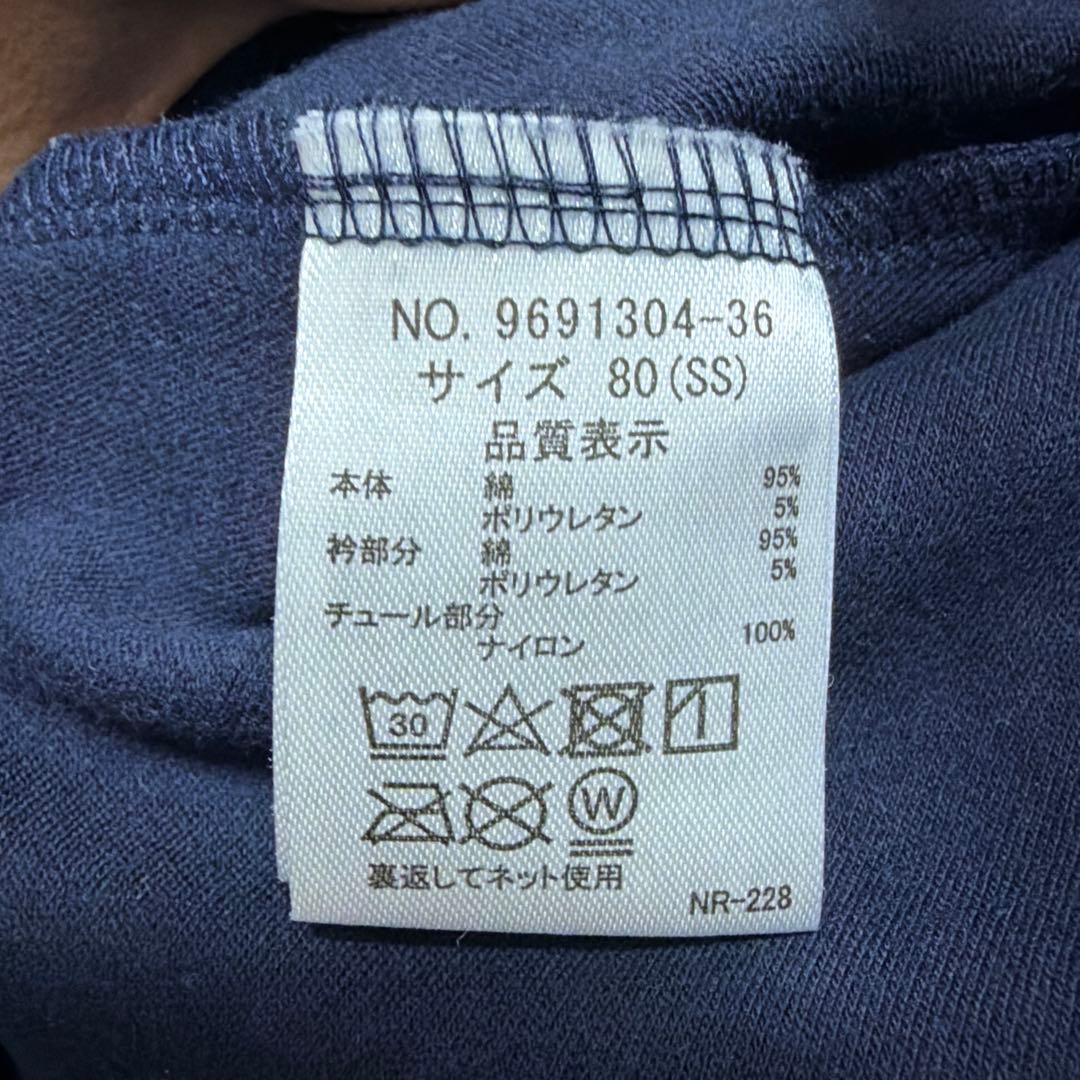 NO. 9691304-36
サイズ 80(SS)
品質表示
本体 綿 95%
ポリウレタン 5%
衿部分 綿 95%
ポリウレタン 5%
チュール部分
ナイロン 100%
30
W
裏返してネット使用
NR-228